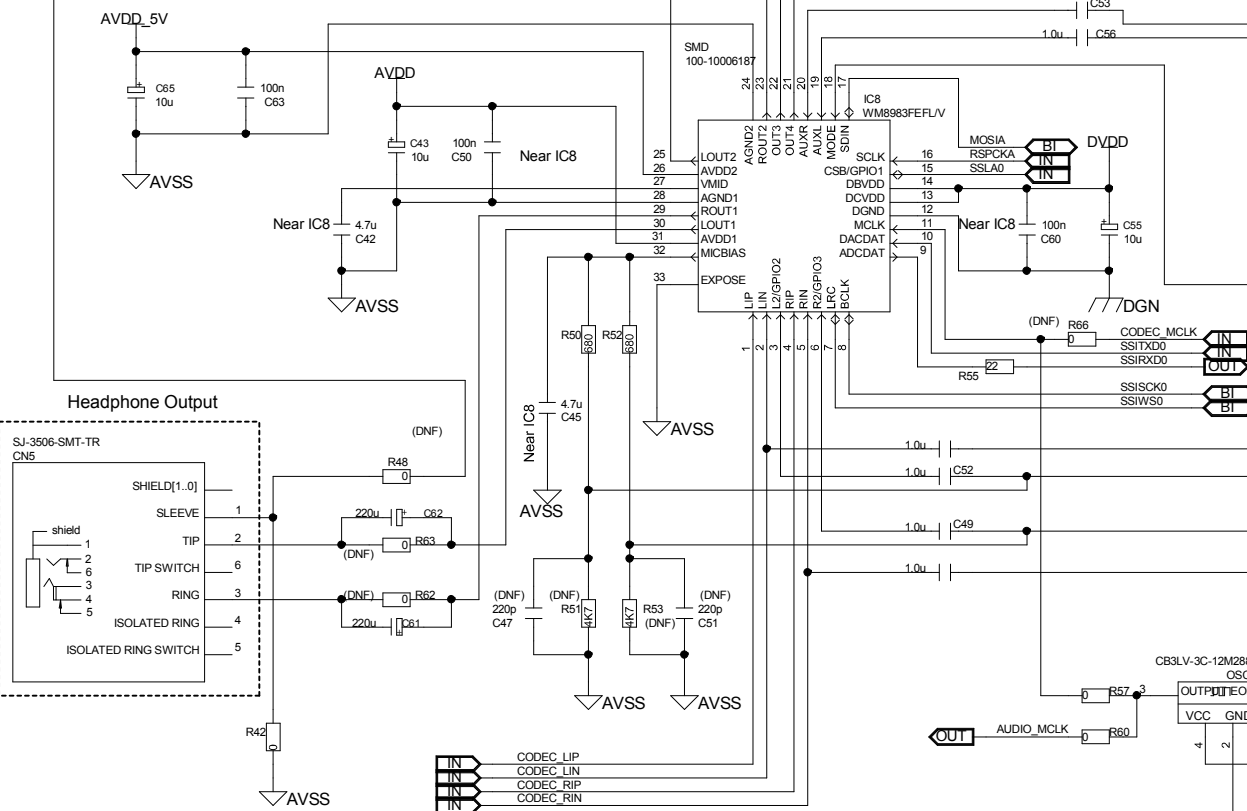 C53
AVDD_5V
1.0u C56
SMD
100-10006187
24 23 22 21 20 19 18 17
AVDD
C65
10u
100n
C63
IC8
WM8983FEFL/V
AGND2 ROUT2 OUT3 OUT4 AUXR AUXL MODE SDIN
C43
10u
100n
C50
Near IC8
MOSIA BI
RSPCKA IN
SSLA0 IN
DVDD
25 LOUT2
26 AVDD2
27 VMID
28 AGND1
29 ROUT1
30 LOUT1
31 AVDD1
32 MICBIAS
33 EXPOSE
SCLK 16
CSB/GPIO1 15
DBVDD 14
DCVDD 13
DGND 12
MCLK 11
DACDAT 10
ADCDAT 9
AVSS
Near IC8
4.7u
C42
Near IC8
100n
C60
C55
10u
AVSS
DGN
LIP LIN L2/GPIO2 RIP RIN R2/GPIO3 LRC BCLK
1 2 3 4 5 6 7 8
R50 680
R52 680
(DNF) R66 0
CODEC_MCLK IN
SSITXD0 IN
SSIRXD0 OUT
R55 22
SSISCK0 BI
SSIWS0 BI
Headphone Output
Near IC8
4.7u
C45
AVSS
(DNF)
SJ-3506-SMT-TR
CN5
R48
0
1.0u
1.0u C52
SHIELD[1..0]
SLEEVE 1
TIP 2
TIP SWITCH 6
RING 3
ISOLATED RING 4
ISOLATED RING SWITCH 5
shield
1
2
6
3
4
5
220u C62
0 R63
(DNF)
AVSS
1.0u C49
1.0u
(DNF) 0 R62
220u C61
(DNF)
220p
C47
(DNF)
R51
4K7
R53
(DNF)
4K7
(DNF)
220p
C51
AVSS
AVSS
CB3LV-3C-12M288
OSC
0 R57 3
OUTPUT
VCC GND
4 2
R42
0
OUT AUDIO_MCLK 0 R60
AVSS
IN CODEC_LIP
IN CODEC_LIN
IN CODEC_RIP
IN CODEC_RIN